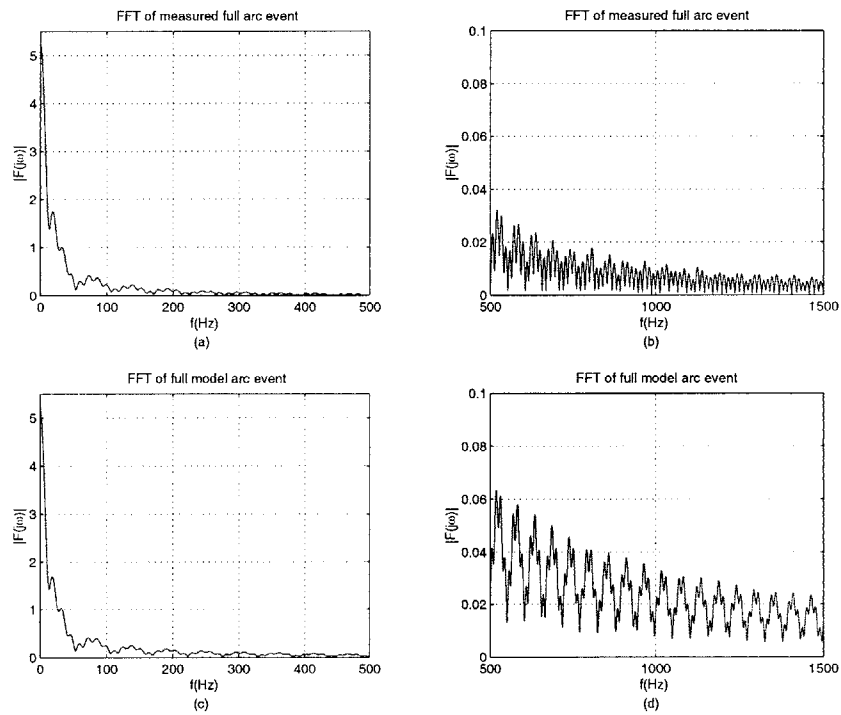 FFT of measured full arc event
5
4
3
2
1
0
|F(jω)|
0 100 200 300 400 500
f(Hz)
(a)
FFT of measured full arc event
0.1
0.08
0.06
0.04
0.02
0
|F(jω)|
500 1000 1500
f(Hz)
(b)
FFT of full model arc event
5
4
3
2
1
0
|F(jω)|
0 100 200 300 400 500
f(Hz)
(c)
FFT of full model arc event
0.1
0.08
0.06
0.04
0.02
0
|F(jω)|
500 1000 1500
f(Hz)
(d)